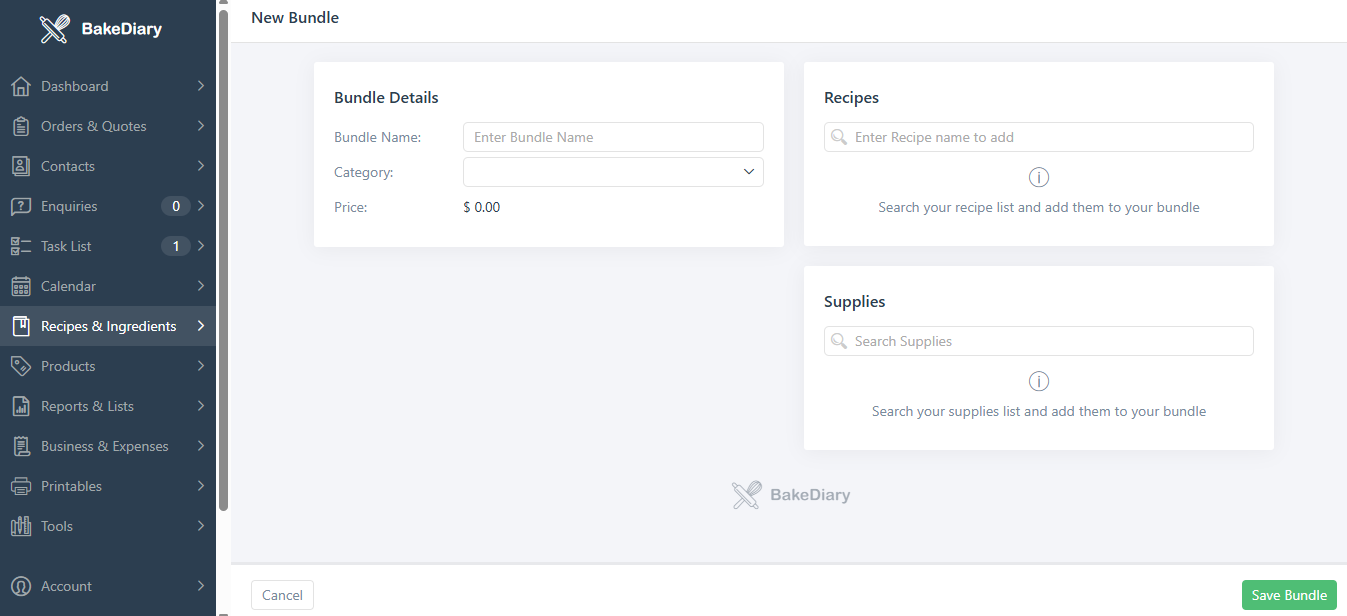 BakeDiary
Dashboard
Orders & Quotes
Contacts
Enquiries 0
Task List 1
Calendar
Recipes & Ingredients
Products
Reports & Lists
Business & Expenses
Printables
Tools
Account
New Bundle
Bundle Details
Bundle Name: Enter Bundle Name
Category:
Price: $ 0.00
Recipes
Enter Recipe name to add
Search your recipe list and add them to your bundle
Supplies
Search Supplies
Search your supplies list and add them to your bundle
BakeDiary
Cancel
Save Bundle